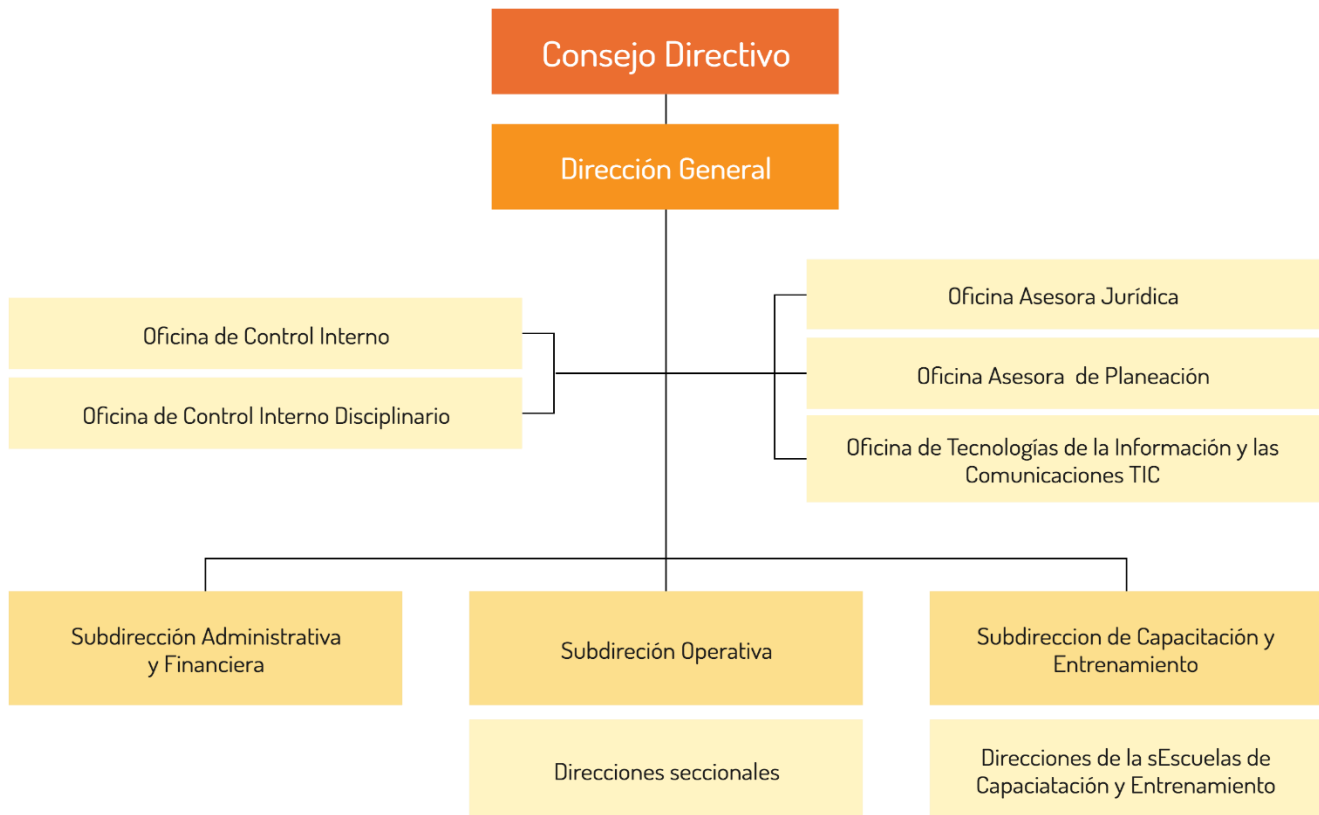 Consejo Directivo
Dirección General
Oficina de Control Interno
Oficina de Control Interno Disciplinario
Oficina Asesora Jurídica
Oficina Asesora de Planeación
Oficina de Tecnologías de la Información y las
Comunicaciones TIC
Subdirección Administrativa
y Financiera
Subdireción Operativa
Subdireccion de Capacitación y
Entrenamiento
Direcciones seccionales
Direcciones de la sEscuelas de
Capaciatación y Entrenamiento